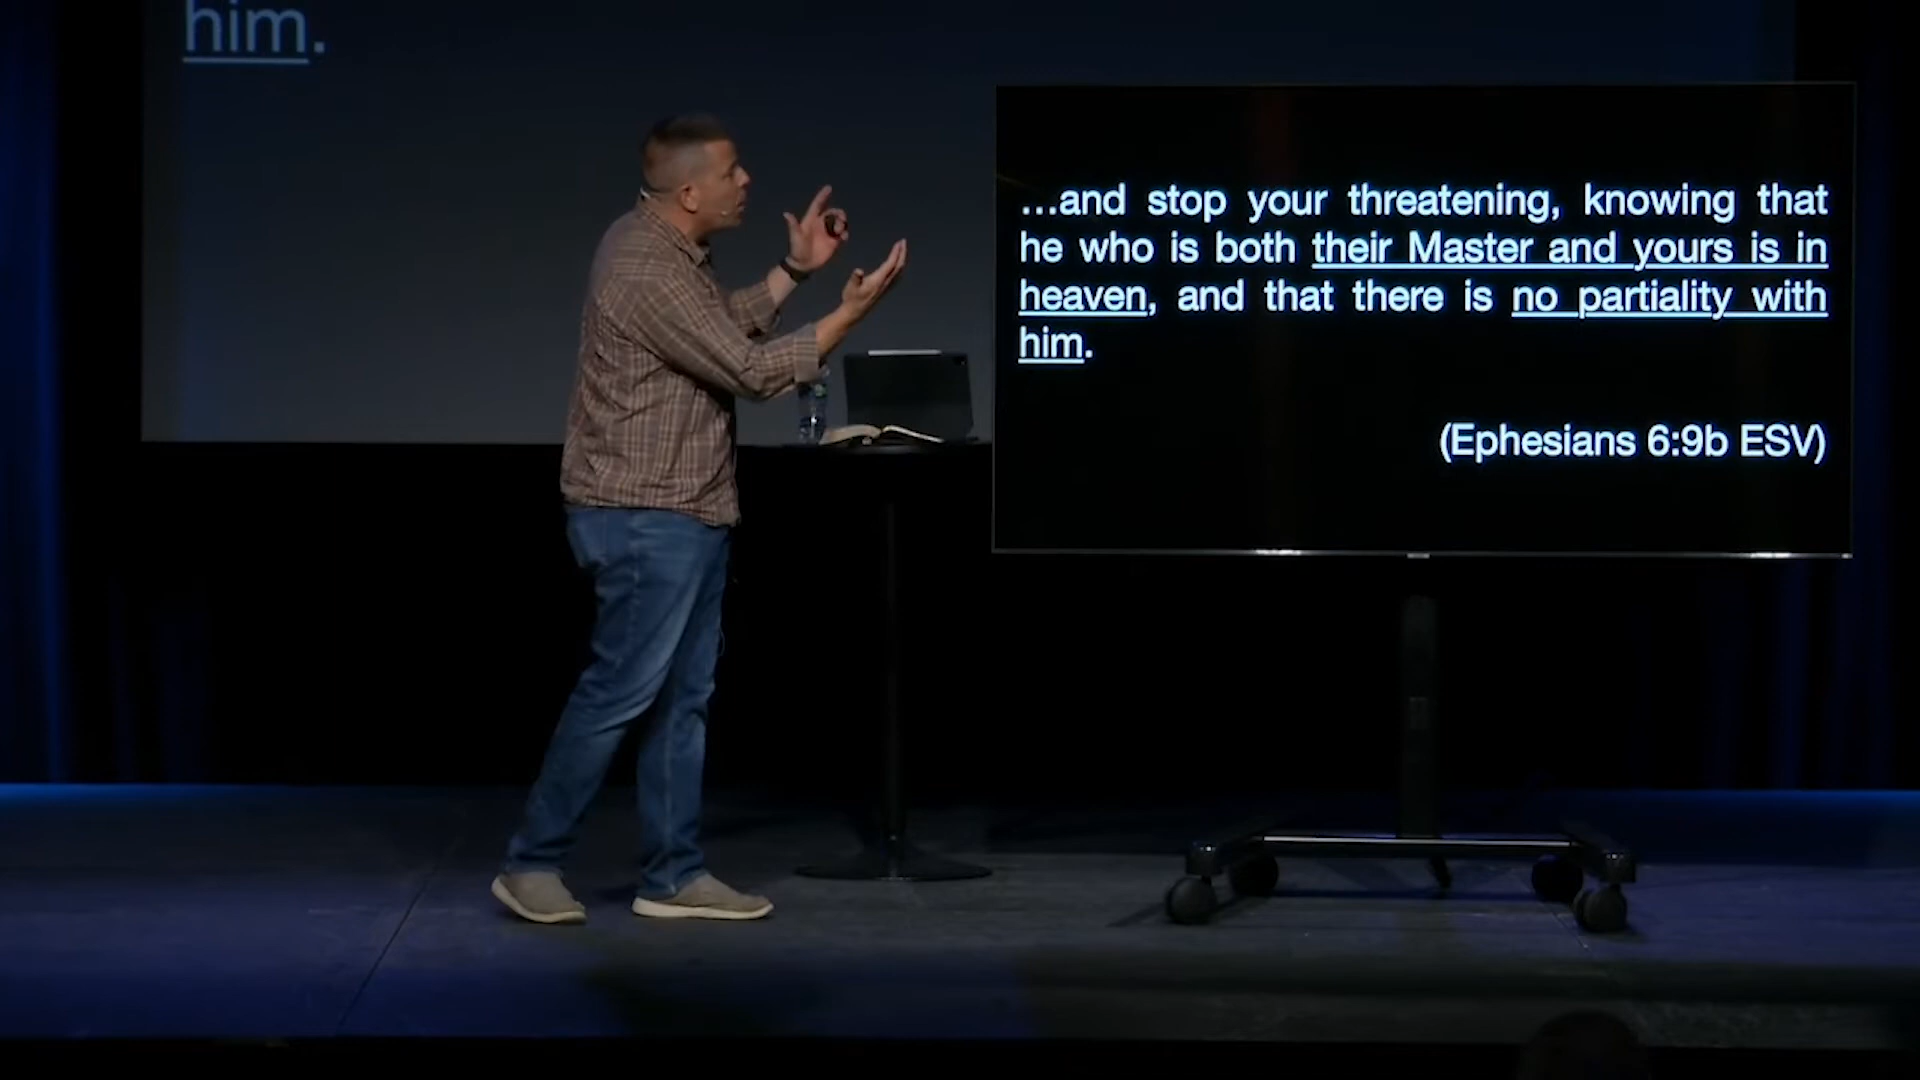 him.
...and stop your threatening, knowing that
he who is both their Master and yours is in
heaven, and that there is no partiality with
him.
(Ephesians 6:9b ESV)